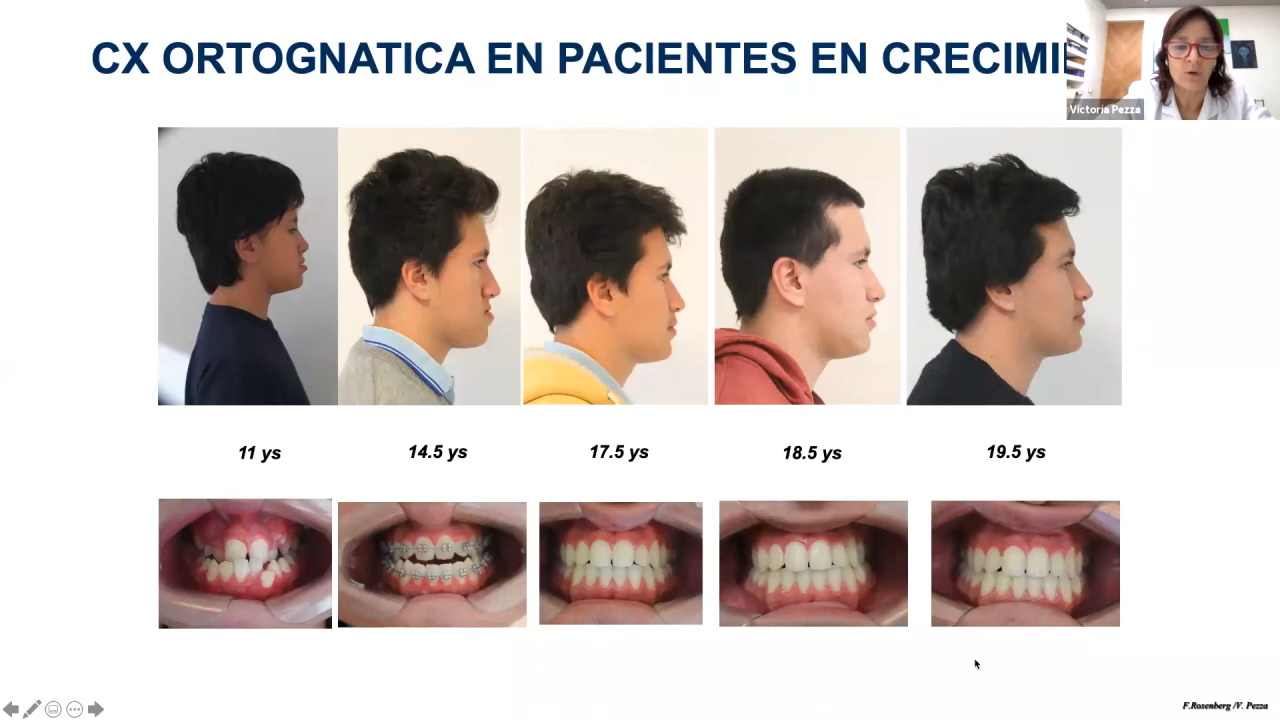 CX ORTOGNATICA EN PACIENTES EN CRECIMI
Victoria Pezza
11 ys
14.5 ys
17.5 ys
18.5 ys
19.5 ys
F.Rosenberg /V. Pezza